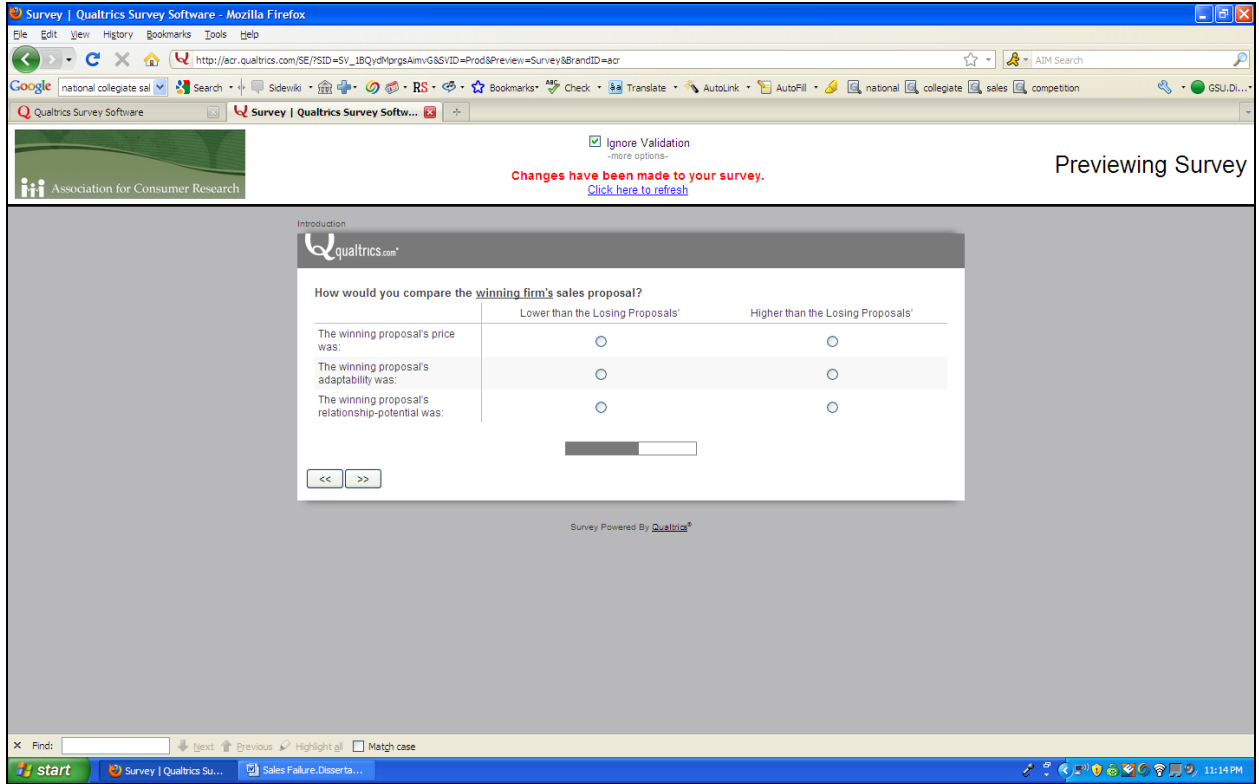 Survey | Qualtrics Survey Software - Mozilla Firefox
File Edit View History Bookmarks Tools Help
http://acr.qualtrics.com/SE/?SID=SV_1BQydMprgsAimvG&SVID=Prod&Preview=Survey&BrandID=acr AIM Search
Google national collegiate sal Search Sidewiki RS Bookmarks ABC Check Translate AutoLink AutoFill national collegiate sales competition GSU.Di...
Qualtrics Survey Software Survey | Qualtrics Survey Softw...
Ignore Validation
-more options-
Association for Consumer Research
Changes have been made to your survey.
Click here to refresh
Previewing Survey
Introduction
qualtrics.com
How would you compare the winning firm's sales proposal?
Lower than the Losing Proposals' Higher than the Losing Proposals'
The winning proposal's price
was:
The winning proposal's
adaptability was:
The winning proposal's
relationship-potential was:
<< >>
Survey Powered By Qualtrics®
× Find: Next Previous Highlight all Match case
start Survey | Qualtrics Su... Sales Failure.Disserta... 11:14 PM